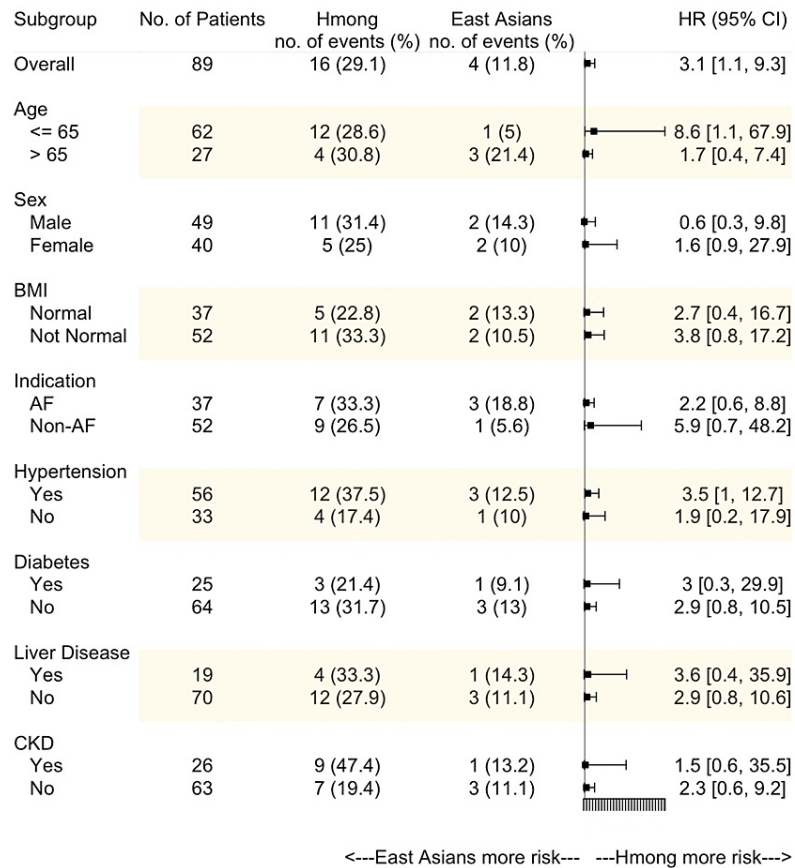 Subgroup No. of Patients Hmong East Asians HR (95% CI)
no. of events (%) no. of events (%)
Overall 89 16 (29.1) 4 (11.8) 3.1 [1.1, 9.3]
Age
<= 65 62 12 (28.6) 1 (5) 8.6 [1.1, 67.9]
> 65 27 4 (30.8) 3 (21.4) 1.7 [0.4, 7.4]
Sex
Male 49 11 (31.4) 2 (14.3) 0.6 [0.3, 9.8]
Female 40 5 (25) 2 (10) 1.6 [0.9, 27.9]
BMI
Normal 37 5 (22.8) 2 (13.3) 2.7 [0.4, 16.7]
Not Normal 52 11 (33.3) 2 (10.5) 3.8 [0.8, 17.2]
Indication
AF 37 7 (33.3) 3 (18.8) 2.2 [0.6, 8.8]
Non-AF 52 9 (26.5) 1 (5.6) 5.9 [0.7, 48.2]
Hypertension
Yes 56 12 (37.5) 3 (12.5) 3.5 [1, 12.7]
No 33 4 (17.4) 1 (10) 1.9 [0.2, 17.9]
Diabetes
Yes 25 3 (21.4) 1 (9.1) 3 [0.3, 29.9]
No 64 13 (31.7) 3 (13) 2.9 [0.8, 10.5]
Liver Disease
Yes 19 4 (33.3) 1 (14.3) 3.6 [0.4, 35.9]
No 70 12 (27.9) 3 (11.1) 2.9 [0.8, 10.6]
CKD
Yes 26 9 (47.4) 1 (13.2) 1.5 [0.6, 35.5]
No 63 7 (19.4) 3 (11.1) 2.3 [0.6, 9.2]
<---East Asians more risk--- ---Hmong more risk--->